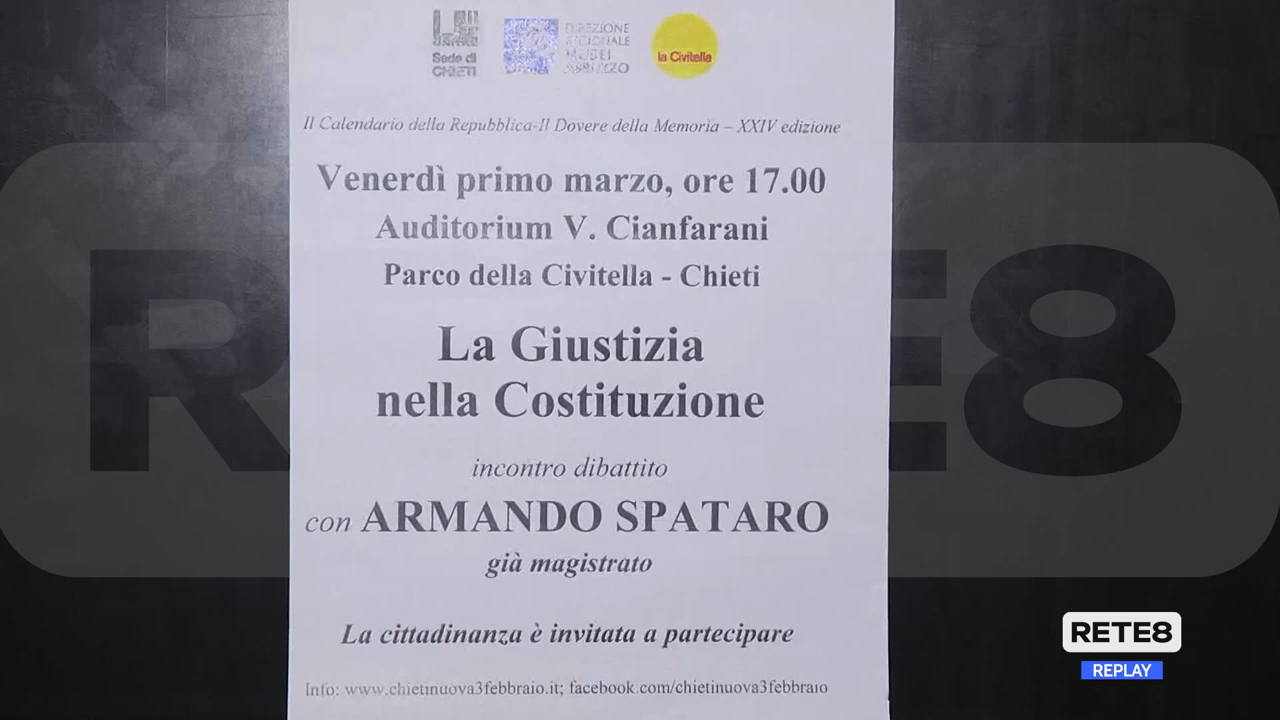 Sede di
CHIETI
DIREZIONE
REGIONALE
MUSEI
ABRUZZO
la Civitella
Il Calendario della Repubblica-Il Dovere della Memoria – XXIV edizione
Venerdì primo marzo, ore 17.00
Auditorium V. Cianfarani
Parco della Civitella - Chieti
La Giustizia
nella Costituzione
incontro dibattito
con ARMANDO SPATARO
già magistrato
La cittadinanza è invitata a partecipare
Info: www.chietinuova3febbraio.it; facebook.com/chietinuova3febbraio
RETE8
REPLAY